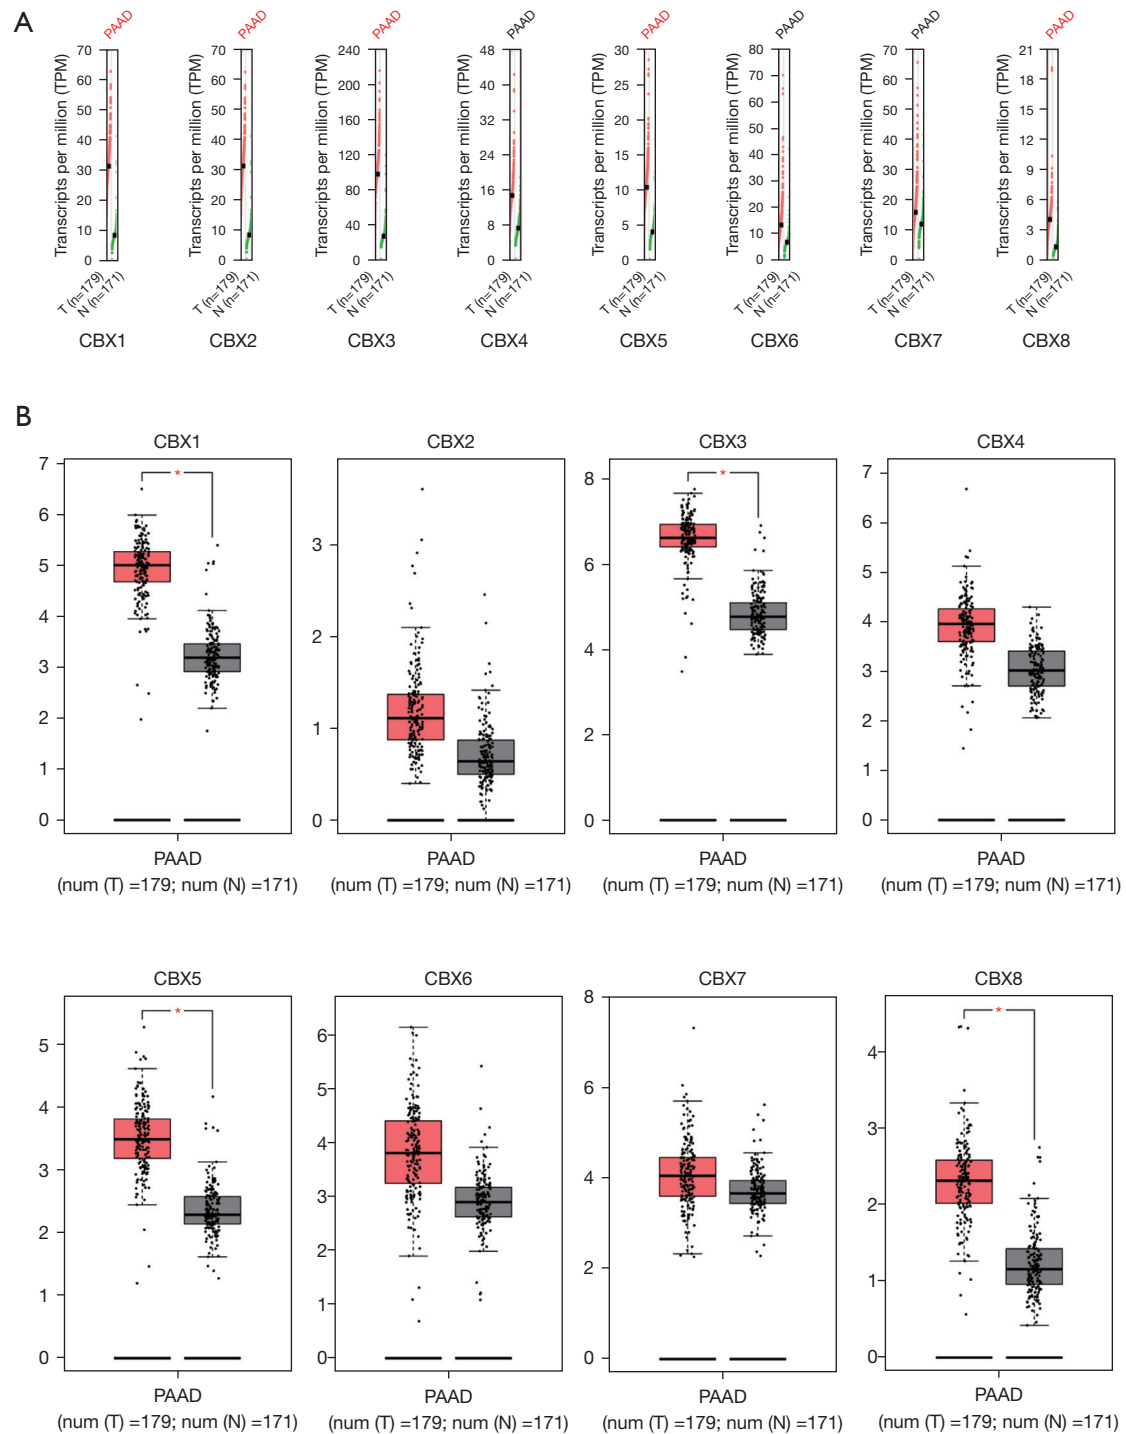 A
PAAD PAAD PAAD PAAD PAAD PAAD PAAD PAAD
Transcripts per million (TPM)
70
60
50
40
30
20
10
0
T (n=179)
N (n=171)
CBX1
Transcripts per million (TPM)
70
60
50
40
30
20
10
0
T (n=179)
N (n=171)
CBX2
Transcripts per million (TPM)
240
200
160
120
80
40
0
T (n=179)
N (n=171)
CBX3
Transcripts per million (TPM)
48
40
32
24
16
8
0
T (n=179)
N (n=171)
CBX4
Transcripts per million (TPM)
30
25
20
15
10
5
0
T (n=179)
N (n=171)
CBX5
Transcripts per million (TPM)
80
70
60
50
40
30
20
10
0
T (n=179)
N (n=171)
CBX6
Transcripts per million (TPM)
70
60
50
40
30
20
10
0
T (n=179)
N (n=171)
CBX7
Transcripts per million (TPM)
21
18
15
12
9
6
3
0
T (n=179)
N (n=171)
CBX8
B
CBX1
*
7
6
5
4
3
2
1
0
PAAD
(num (T) =179; num (N) =171)
CBX2
3
2
1
0
PAAD
(num (T) =179; num (N) =171)
CBX3
*
8
6
4
2
0
PAAD
(num (T) =179; num (N) =171)
CBX4
7
6
5
4
3
2
1
0
PAAD
(num (T) =179; num (N) =171)
CBX5
*
5
4
3
2
1
0
PAAD
(num (T) =179; num (N) =171)
CBX6
6
5
4
3
2
1
0
PAAD
(num (T) =179; num (N) =171)
CBX7
8
6
4
2
0
PAAD
(num (T) =179; num (N) =171)
CBX8
*
4
3
2
1
0
PAAD
(num (T) =179; num (N) =171)